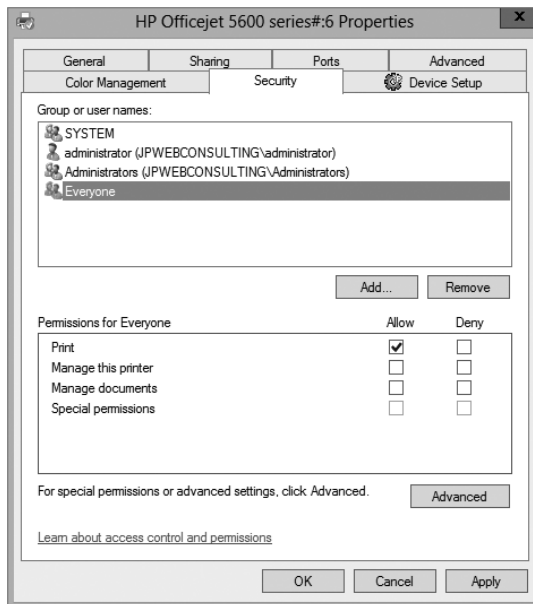 HP Officejet 5600 series#:6 Properties
x
General Sharing Ports Advanced
Color Management Security Device Setup
Group or user names:
SYSTEM
administrator (JPWEBCONSULTING\administrator)
Administrators (JPWEBCONSULTING\Administrators)
Everyone
Add... Remove
Permissions for Everyone Allow Deny
Print
Manage this printer
Manage documents
Special permissions
For special permissions or advanced settings, click Advanced. Advanced
Learn about access control and permissions
OK Cancel Apply